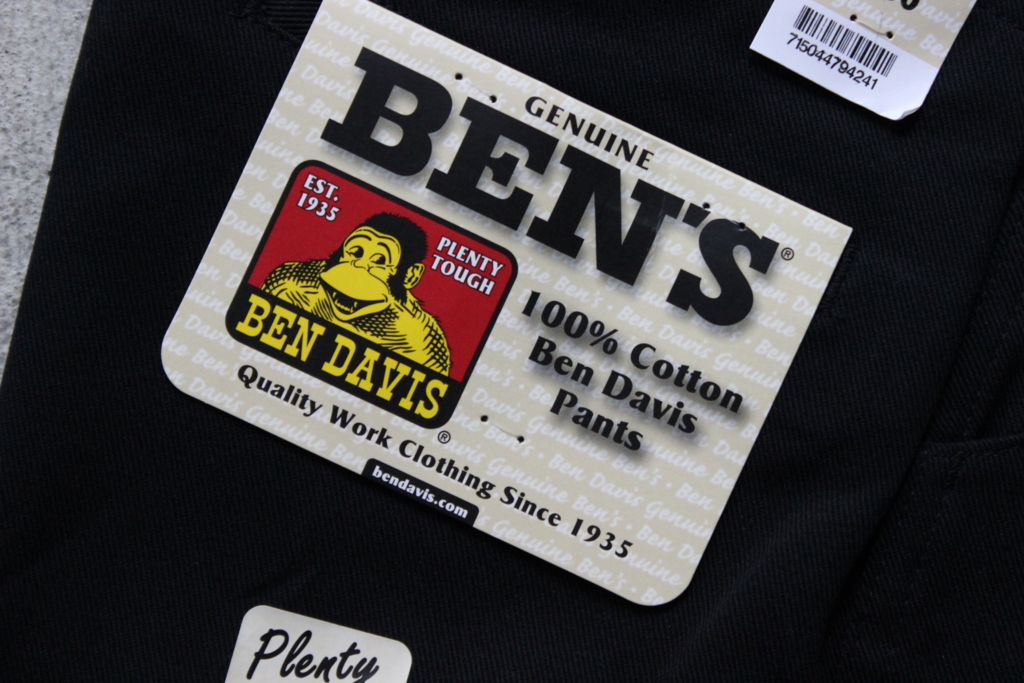 715044794241
GENUINE
BEN'S®
EST.
1935
PLENTY
TOUGH
BEN DAVIS
®
100% Cotton
Ben Davis
Pants
Quality Work Clothing Since 1935
bendavis.com
Plenty